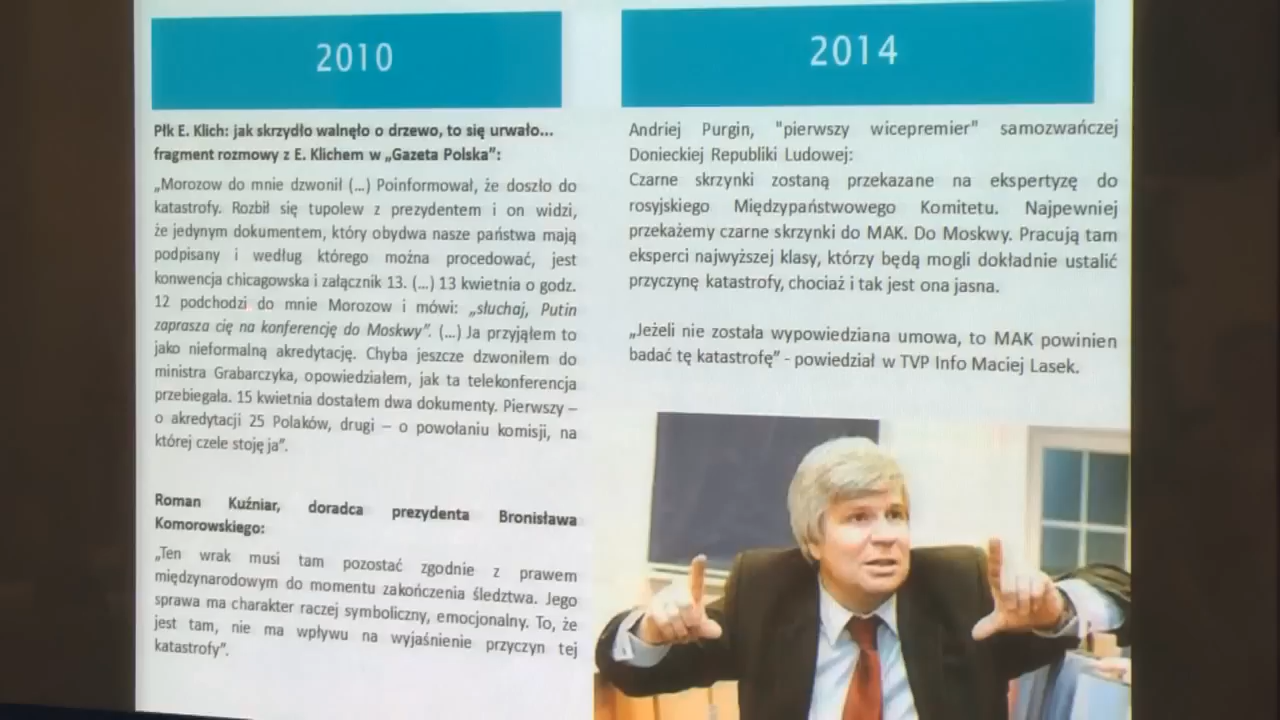 2010
Płk E. Klich: jak skrzydło walnęło o drzewo, to się urwało...
fragment rozmowy z E. Klichem w „Gazeta Polska":
„Morozow do mnie dzwonił (...) Poinformował, że doszło do
katastrofy. Rozbił się tupolew z prezydentem i on widzi,
że jedynym dokumentem, który obydwa nasze państwa mają
podpisany i według którego można procedować, jest
konwencja chicagowska i załącznik 13. (...) 13 kwietnia o godz.
12 podchodzi do mnie Morozow i mówi: „słuchaj, Putin
zaprasza cię na konferencję do Moskwy". (...) Ja przyjąłem to
jako nieformalną akredytację. Chyba jeszcze dzwoniłem do
ministra Grabarczyka, opowiedziałem, jak ta telekonferencja
przebiegała. 15 kwietnia dostałem dwa dokumenty. Pierwszy –
o akredytacji 25 Polaków, drugi – o powołaniu komisji, na
której czele stoję ja".
Roman Kuźniar, doradca prezydenta Bronisława
Komorowskiego:
„Ten wrak musi tam pozostać zgodnie z prawem
międzynarodowym do momentu zakończenia śledztwa. Jego
sprawa ma charakter raczej symboliczny, emocjonalny. To, że
jest tam, nie ma wpływu na wyjaśnienie przyczyn tej
katastrofy".
2014
Andriej Purgin, "pierwszy wicepremier" samozwańczej
Donieckiej Republiki Ludowej:
Czarne skrzynki zostaną przekazane na ekspertyzę do
rosyjskiego Międzypaństwowego Komitetu. Najpewniej
przekażemy czarne skrzynki do MAK. Do Moskwy. Pracują tam
eksperci najwyższej klasy, którzy będą mogli dokładnie ustalić
przyczynę katastrofy, chociaż i tak jest ona jasna.
„Jeżeli nie została wypowiedziana umowa, to MAK powinien
badać tę katastrofę" - powiedział w TVP Info Maciej Lasek.